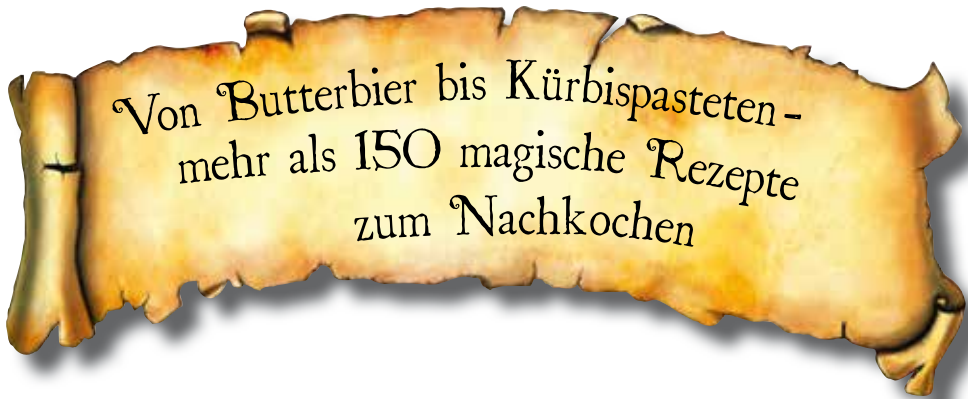 Von Butterbier bis Kürbispasteten –
mehr als 150 magische Rezepte
zum Nachkochen